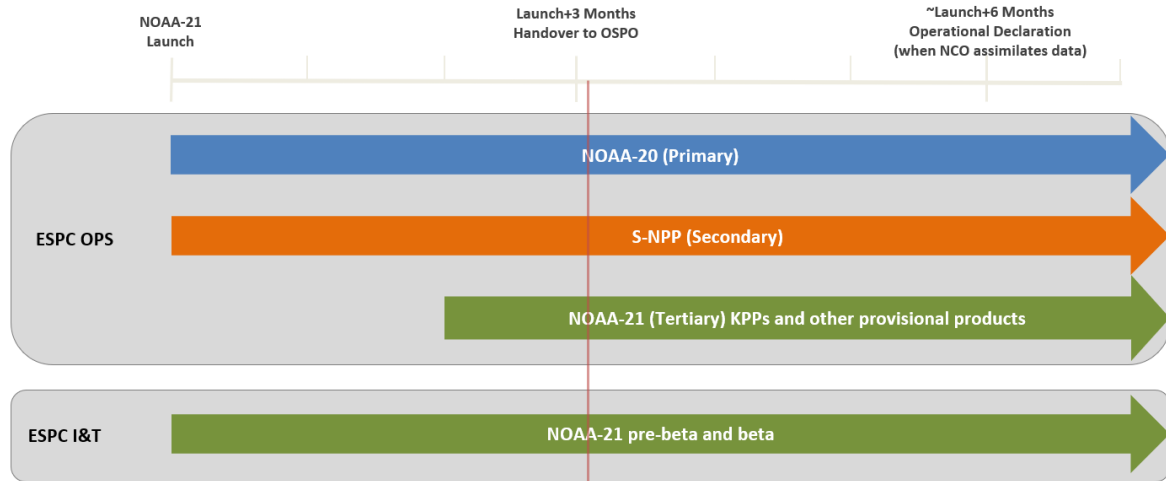 NOAA-21
Launch
Launch+3 Months
Handover to OSPO
~Launch+6 Months
Operational Declaration
(when NCO assimilates data)
ESPC OPS
NOAA-20 (Primary)
S-NPP (Secondary)
NOAA-21 (Tertiary) KPPs and other provisional products
ESPC I&T
NOAA-21 pre-beta and beta